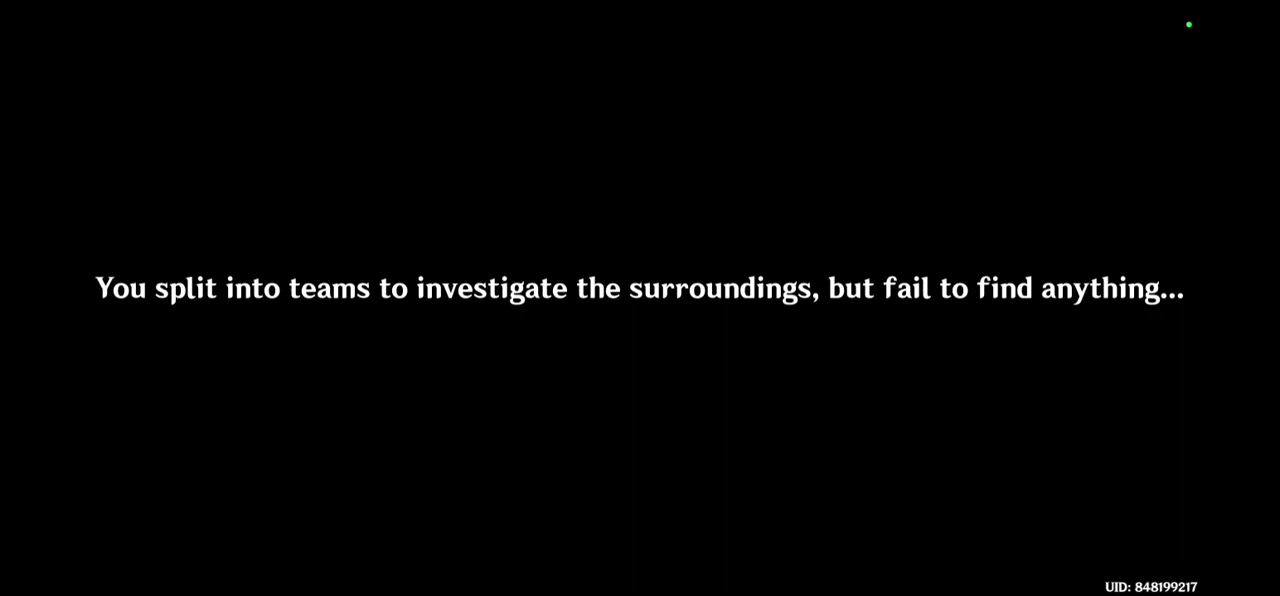 You split into teams to investigate the surroundings, but fail to find anything...
UID: 848199217